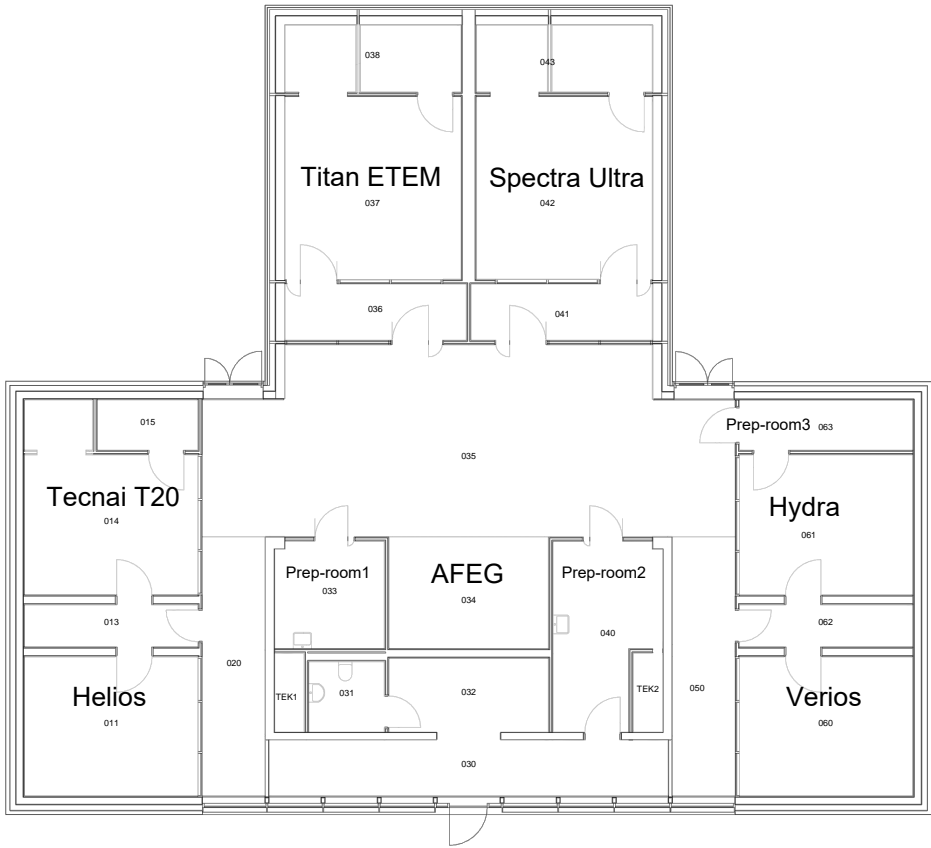 038
043
Titan ETEM
037
Spectra Ultra
042
036
041
015
Prep-room3 063
035
Tecnai T20
014
Hydra
061
Prep-room1
033
AFEG
034
Prep-room2
040
013
062
020
TEK1
031
032
TEK2
050
Helios
011
Verios
060
030